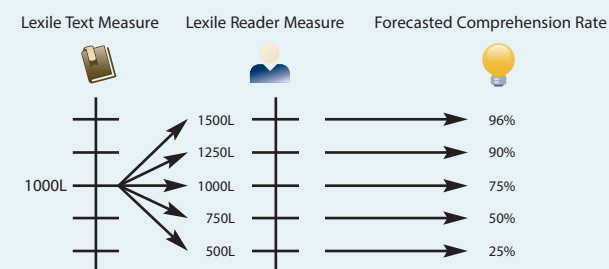 Lexile Text Measure Lexile Reader Measure Forecasted Comprehension Rate
1500L 96%
1250L 90%
1000L 1000L 75%
750L 50%
500L 25%